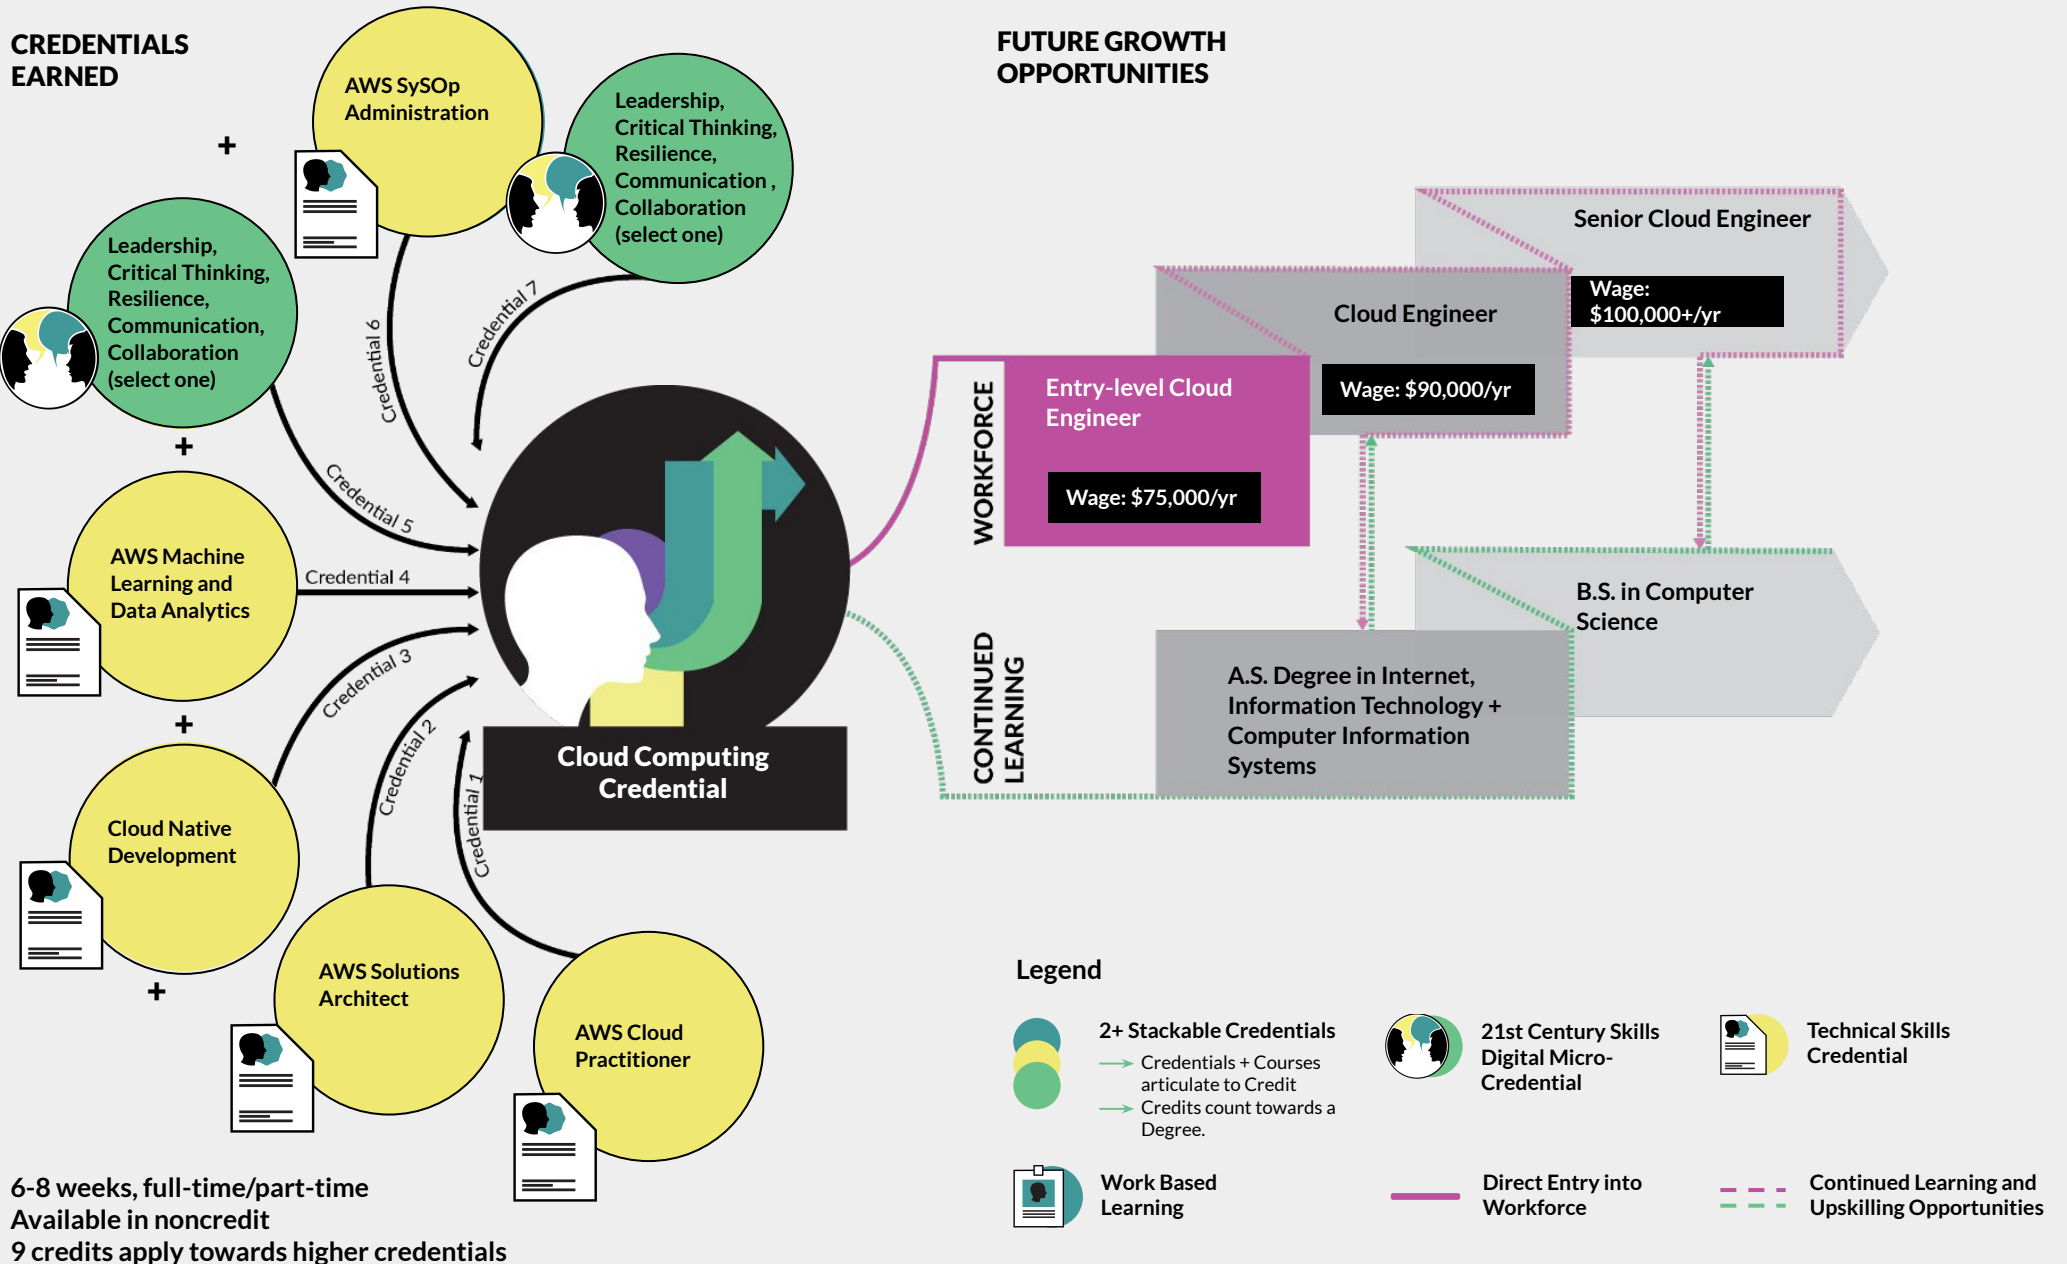 CREDENTIALS
EARNED
AWS SySOp
Administration
Leadership,
Critical Thinking,
Resilience,
Communication ,
Collaboration
(select one)
+
Leadership,
Critical Thinking,
Resilience,
Communication,
Collaboration
(select one)
+
AWS Machine
Learning and
Data Analytics
+
Cloud Native
Development
+
AWS Solutions
Architect
AWS Cloud
Practitioner
Credential 7
Credential 6
Credential 5
Credential 4
Credential 3
Credential 2
Credential 1
Cloud Computing
Credential
6-8 weeks, full-time/part-time
Available in noncredit
9 credits apply towards higher credentials
FUTURE GROWTH
OPPORTUNITIES
WORKFORCE
Entry-level Cloud
Engineer
Wage: $75,000/yr
Cloud Engineer
Wage: $90,000/yr
Senior Cloud Engineer
Wage:
$100,000+/yr
CONTINUED
LEARNING
A.S. Degree in Internet,
Information Technology +
Computer Information
Systems
B.S. in Computer
Science
Legend
2+ Stackable Credentials
Credentials + Courses
articulate to Credit
Credits count towards a
Degree.
21st Century Skills
Digital Micro-
Credential
Technical Skills
Credential
Work Based
Learning
Direct Entry into
Workforce
Continued Learning and
Upskilling Opportunities